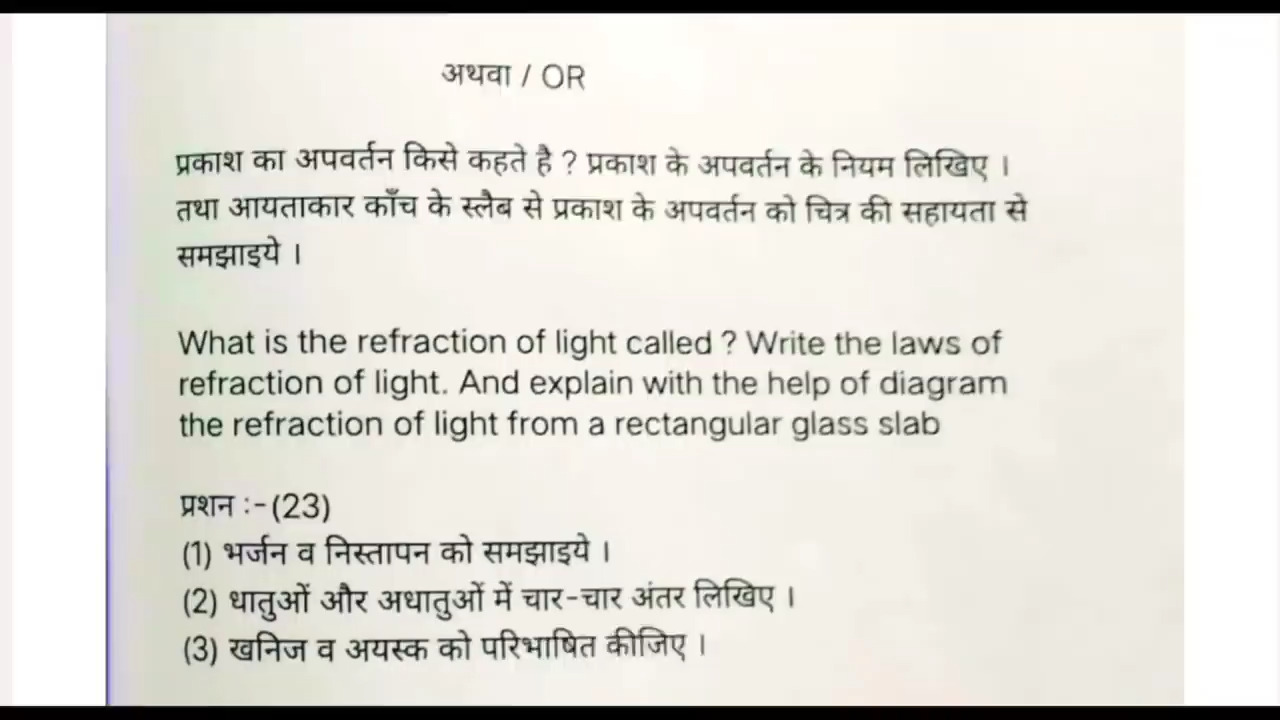 अथवा / OR
प्रकाश का अपवर्तन किसे कहते है ? प्रकाश के अपवर्तन के नियम लिखिए ।
तथा आयताकार काँच के स्लैब से प्रकाश के अपवर्तन को चित्र की सहायता से
समझाइये ।
What is the refraction of light called ? Write the laws of
refraction of light. And explain with the help of diagram
the refraction of light from a rectangular glass slab
प्रशन :-(23)
(1) भर्जन व निस्तापन को समझाइये ।
(2) धातुओं और अधातुओं में चार-चार अंतर लिखिए ।
(3) खनिज व अयस्क को परिभाषित कीजिए ।